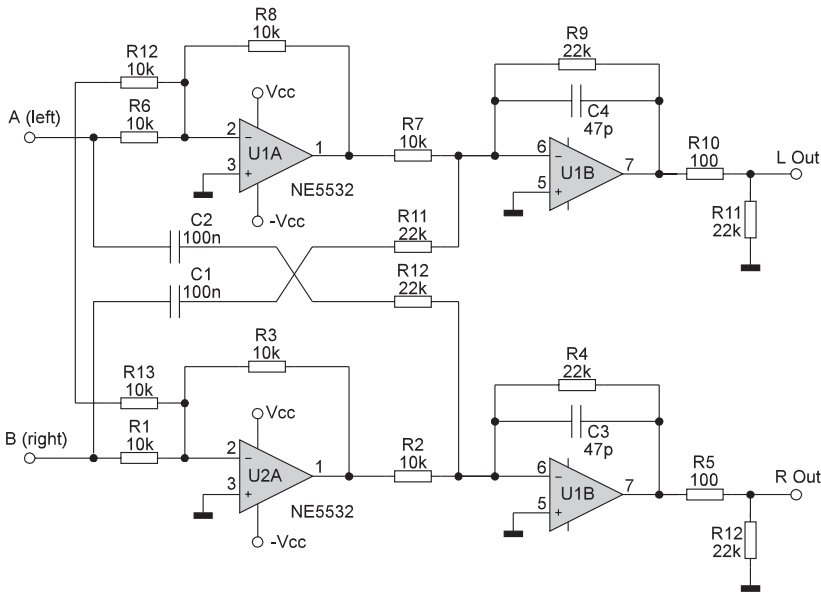 R8
10k
R9
22k
R12
10k
Vcc
C4
47p
A (left)
R6
10k
2
−
3
+
U1A
1
NE5532
-Vcc
R7
10k
6
−
5
+
U1B
7
R10
100
L Out
R11
22k
C2
100n
R11
22k
C1
100n
R12
22k
R3
10k
R4
22k
R13
10k
Vcc
C3
47p
B (right)
R1
10k
2
−
3
+
U2A
1
NE5532
-Vcc
R2
10k
6
−
5
+
U1B
7
R5
100
R Out
R12
22k